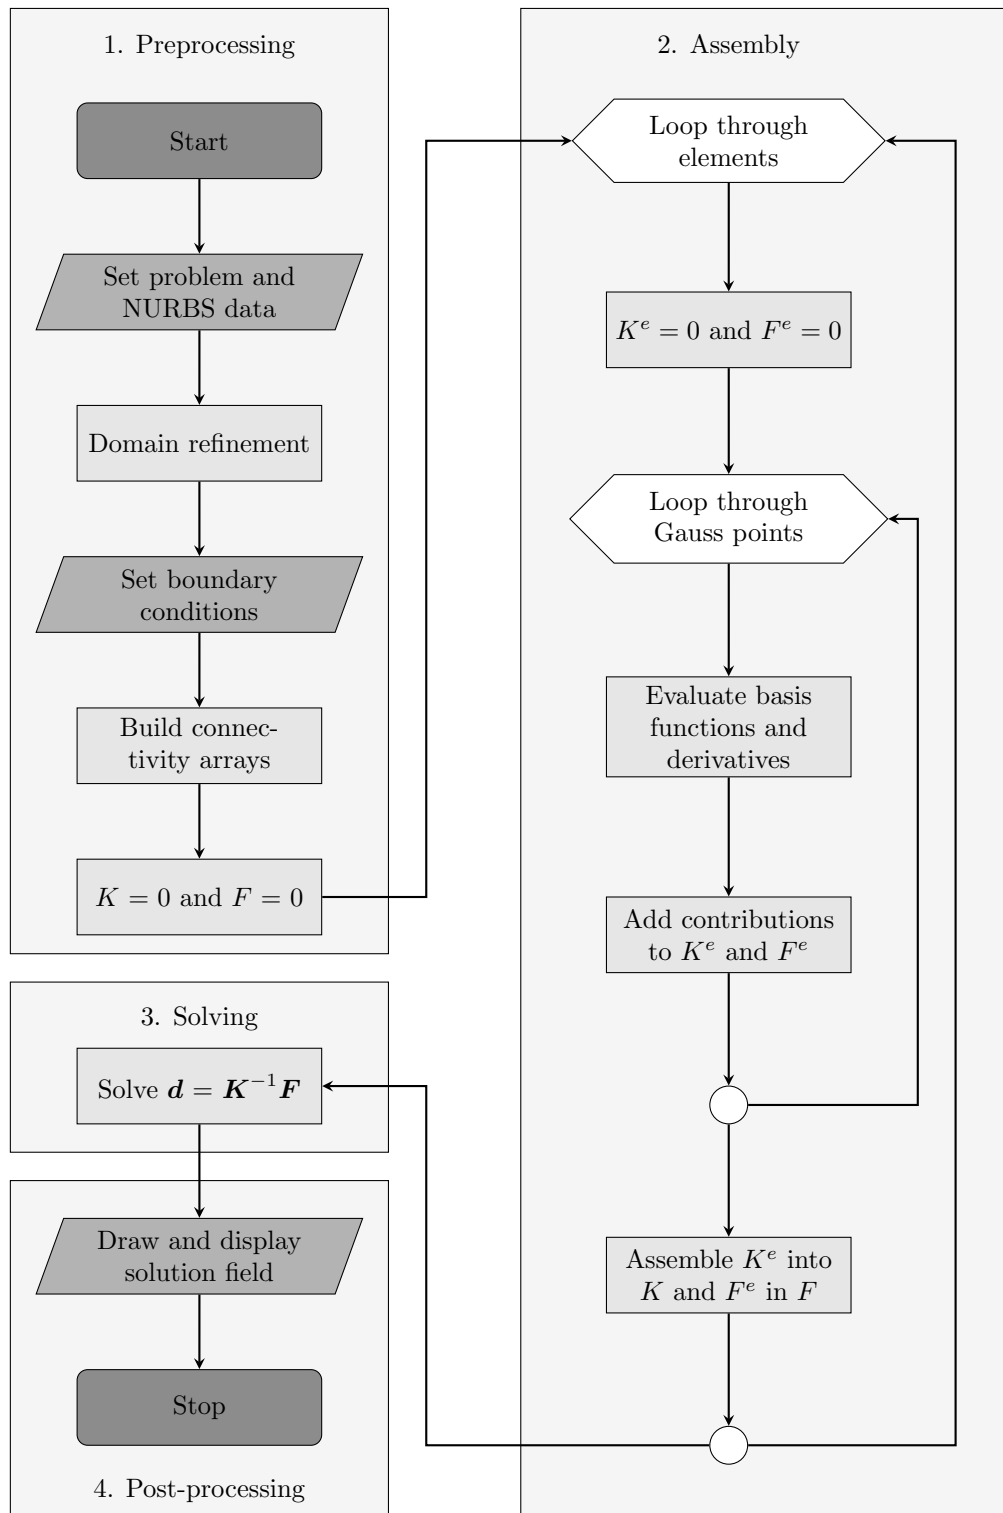 1. Preprocessing
Start
Set problem and
NURBS data
Domain refinement
Set boundary
conditions
Build connec-
tivity arrays
K = 0 and F = 0
2. Assembly
Loop through
elements
K^e = 0 and F^e = 0
Loop through
Gauss points
Evaluate basis
functions and
derivatives
Add contributions
to K^e and F^e
Assemble K^e into
K and F^e in F
3. Solving
Solve d = K^{-1}F
Draw and display
solution field
Stop
4. Post-processing